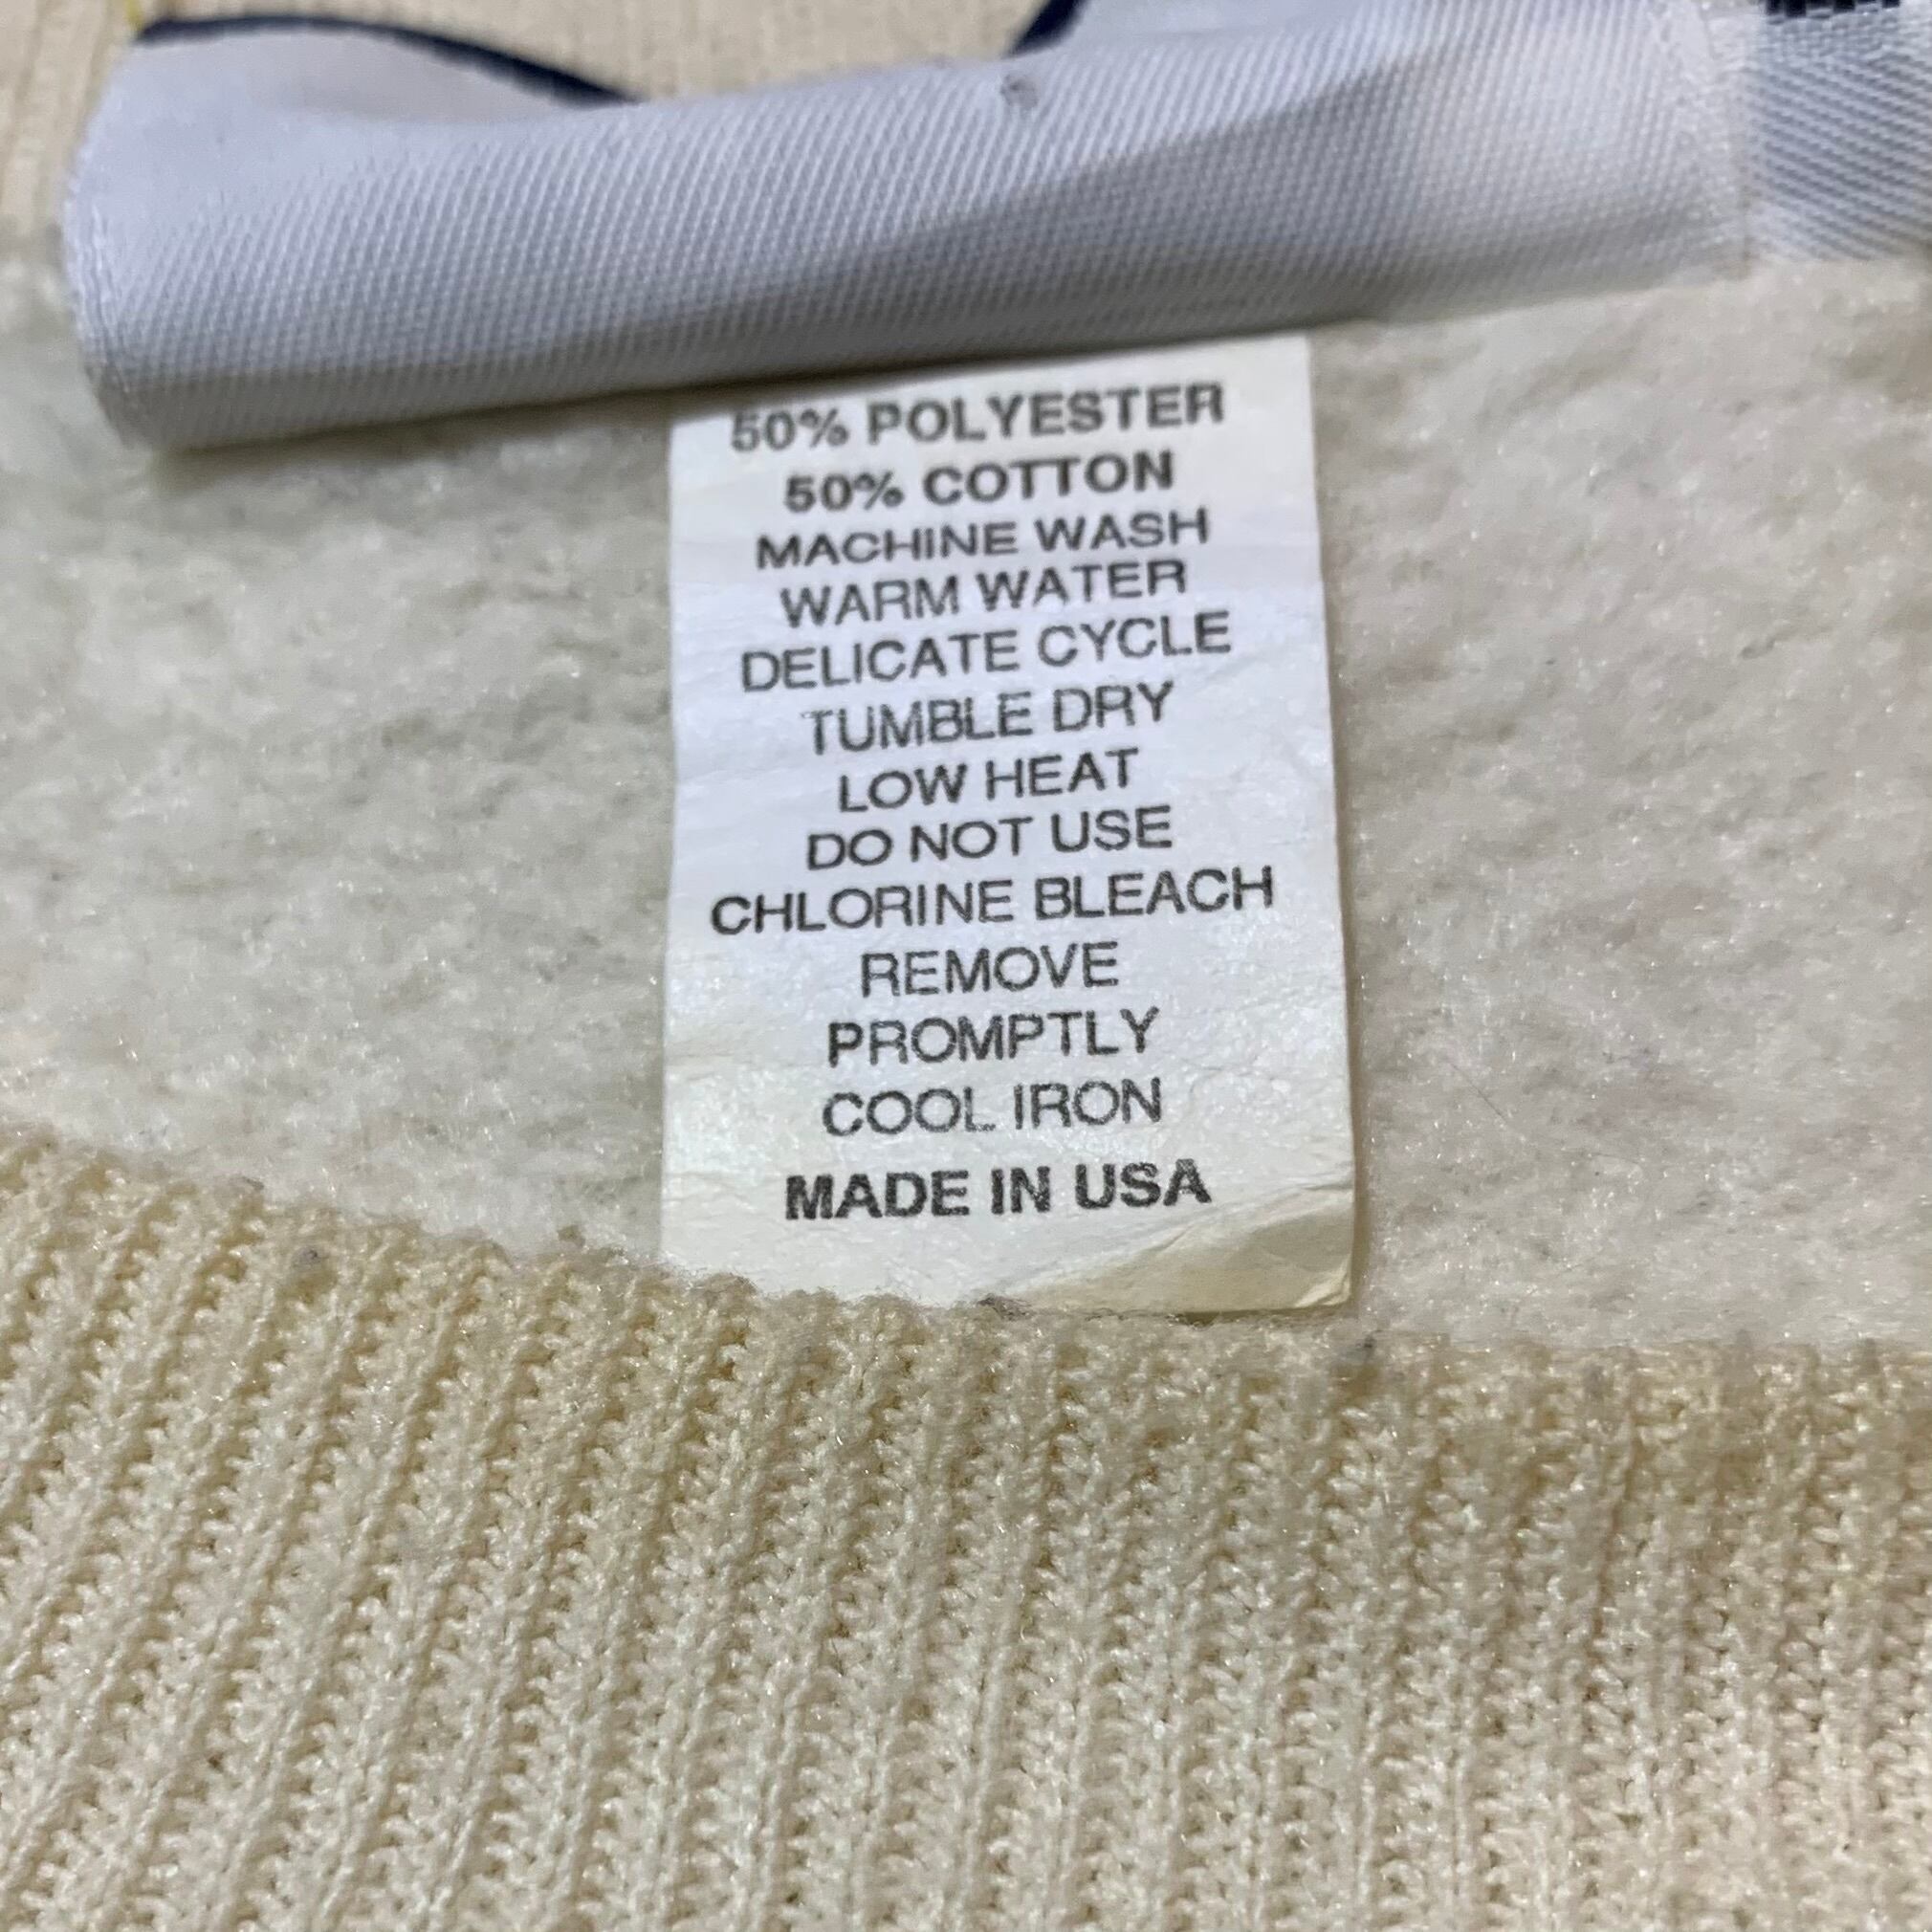 50% POLYESTER
50% COTTON
MACHINE WASH
WARM WATER
DELICATE CYCLE
TUMBLE DRY
LOW HEAT
DO NOT USE
CHLORINE BLEACH
REMOVE
PROMPTLY
COOL IRON
MADE IN USA